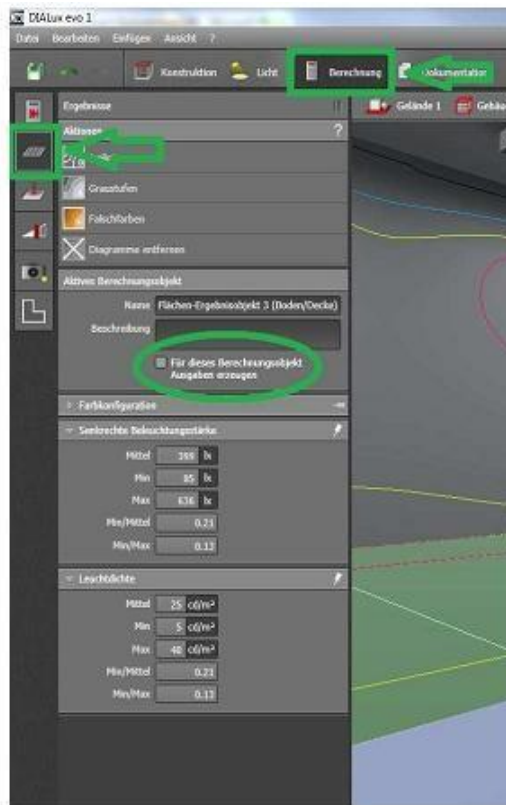 DIALux evo 1
Datei Bearbeiten Einfügen Ansicht ?
Konstruktion Licht Berechnung Dokumentation
Ergebnisse
Gelände 1
Aktionen ?
Graustufen
Falschfarben
Diagramme entfernen
Aktives Berechnungsobjekt
Name Flächen-Ergebnisobjekt 3 (Boden/Decke)
Beschreibung
Für dieses Berechnungsobjekt
Ausgaben erzeugen
Farbkonfiguration
Senkrechte Beleuchtungsstärke
Mittel 399 lx
Min 85 lx
Max 636 lx
Min/Mittel 0.21
Min/Max 0.13
Leuchtdichte
Mittel 25 cd/m²
Min 5 cd/m²
Max 40 cd/m²
Min/Mittel 0.21
Min/Max 0.13